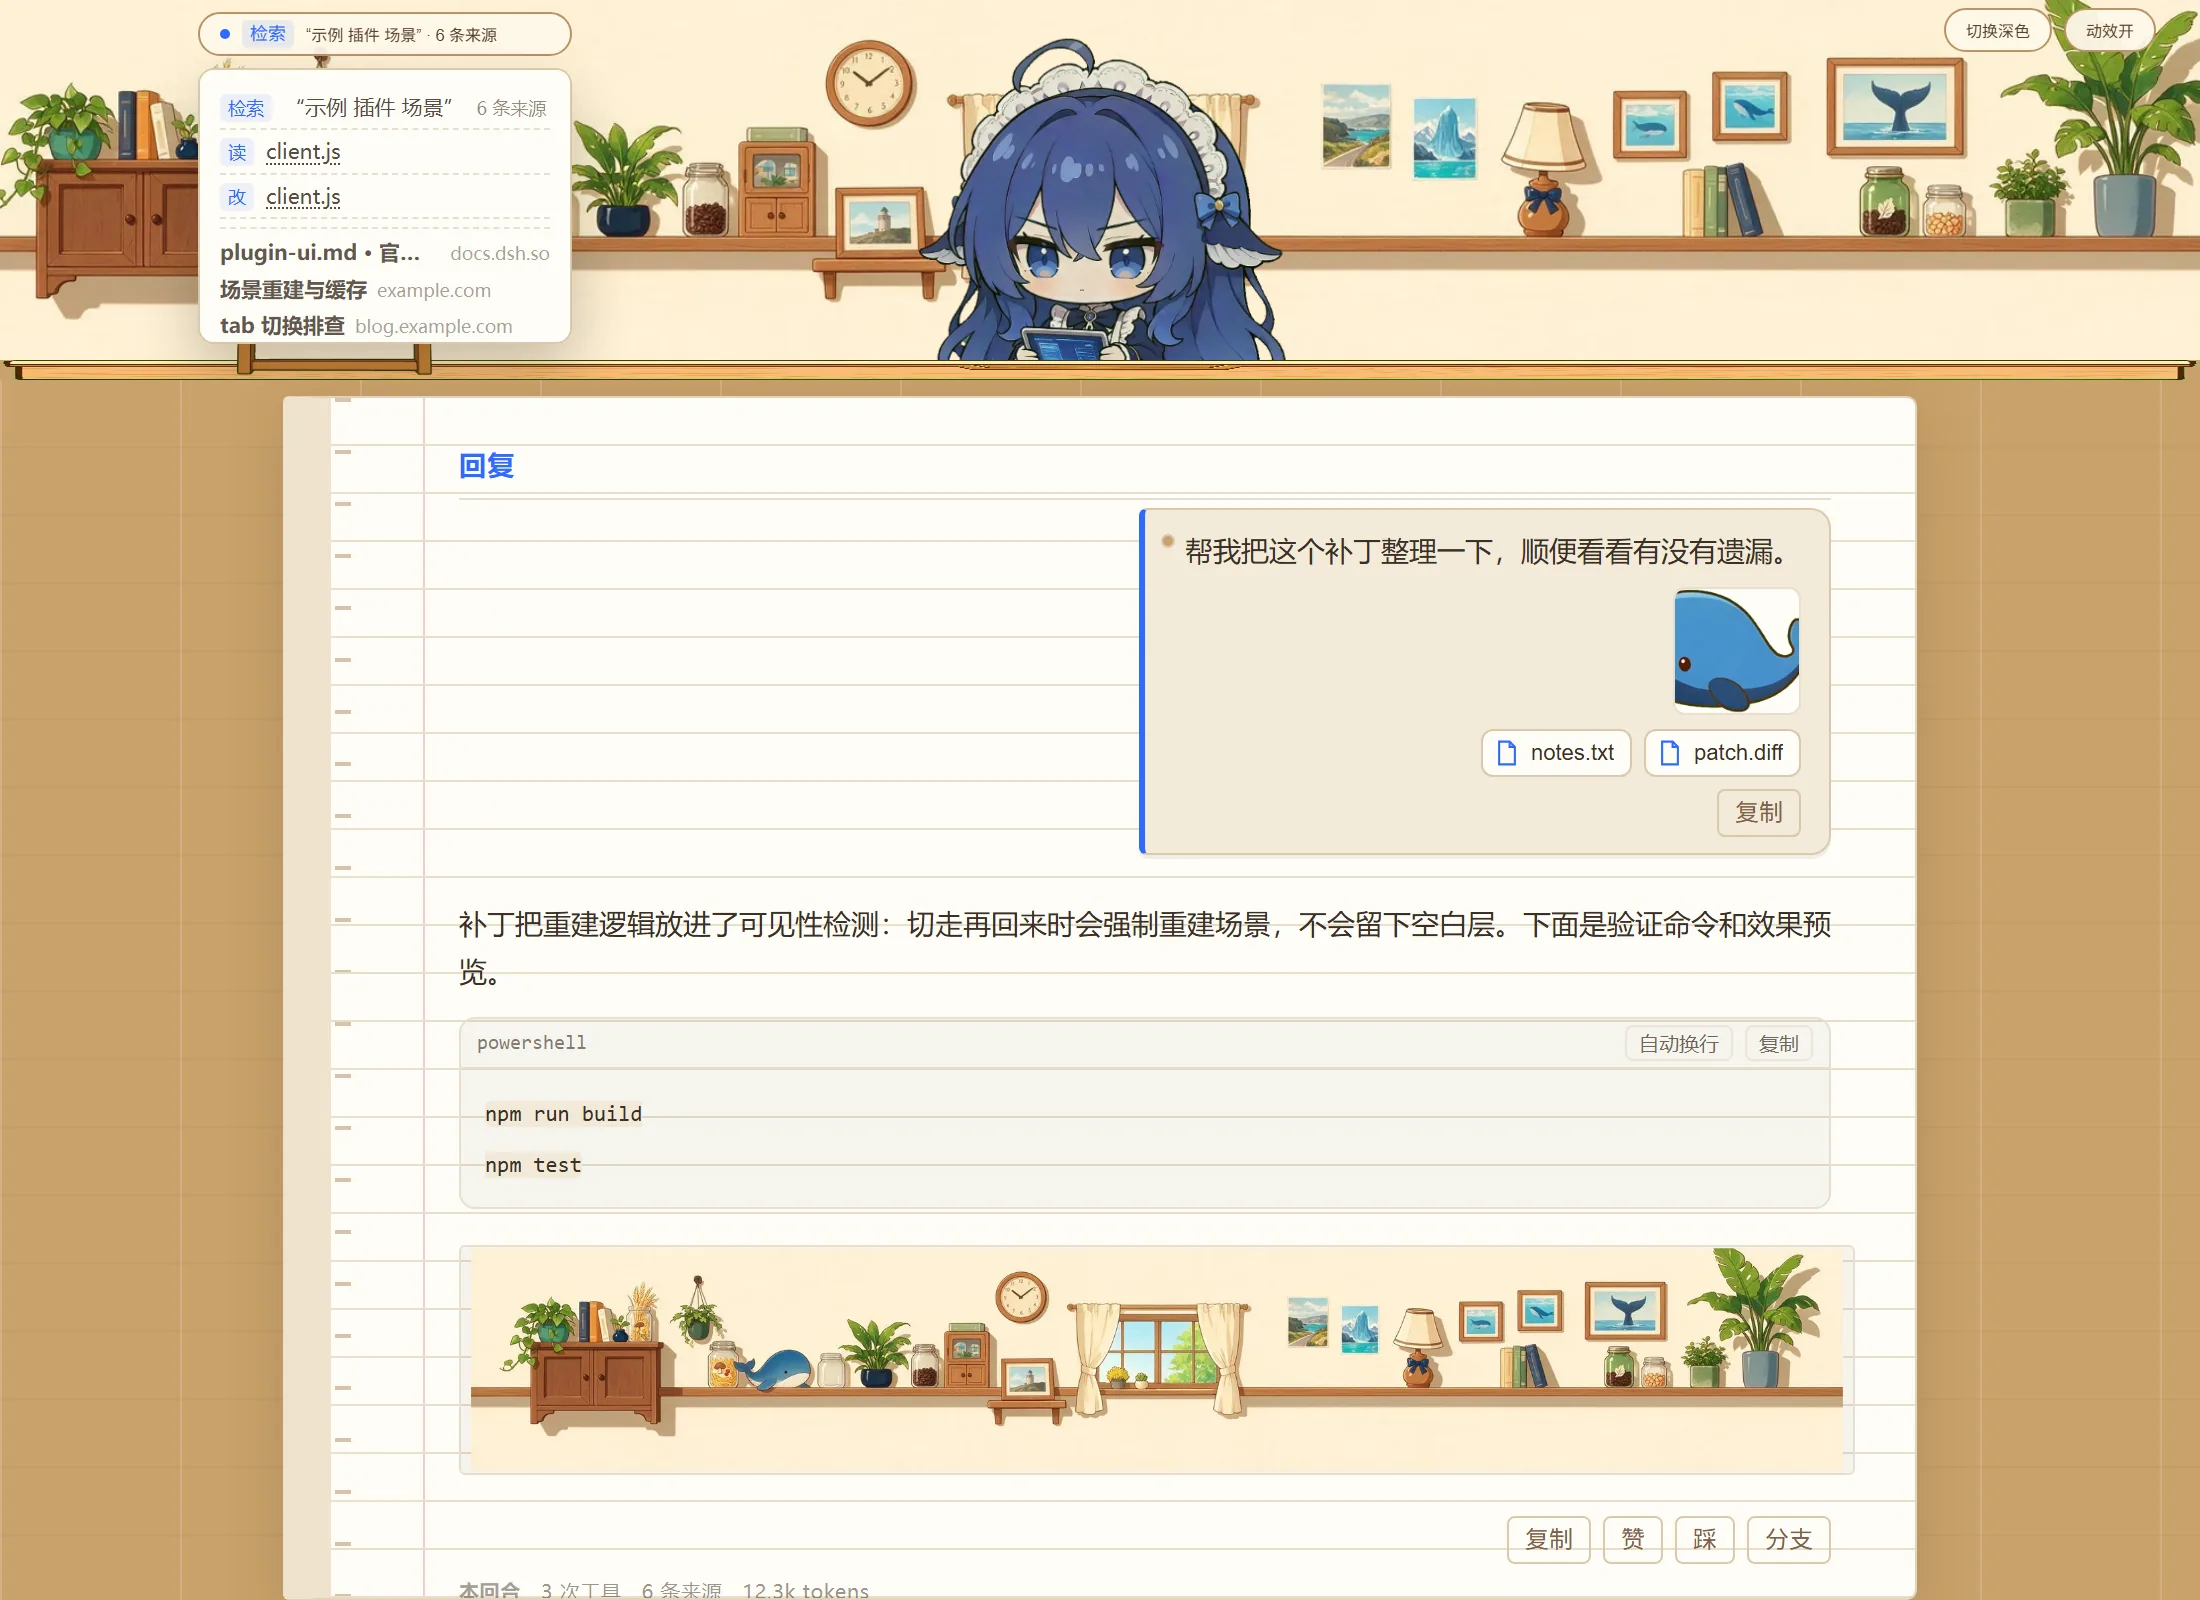 检索 “示例 插件 场景” · 6 条来源
切换深色
动效开
检索 “示例 插件 场景” 6 条来源
读 client.js
改 client.js
plugin-ui.md • 官… docs.dsh.so
场景重建与缓存 example.com
tab 切换排查 blog.example.com
回复
帮我把这个补丁整理一下，顺便看看有没有遗漏。
notes.txt
patch.diff
复制
补丁把重建逻辑放进了可见性检测：切走再回来时会强制重建场景，不会留下空白层。下面是验证命令和效果预
览。
powershell
自动换行
复制
npm run build
npm test
复制
赞
踩
分支
本回合 3 次工具 6 条来源 12.3k tokens